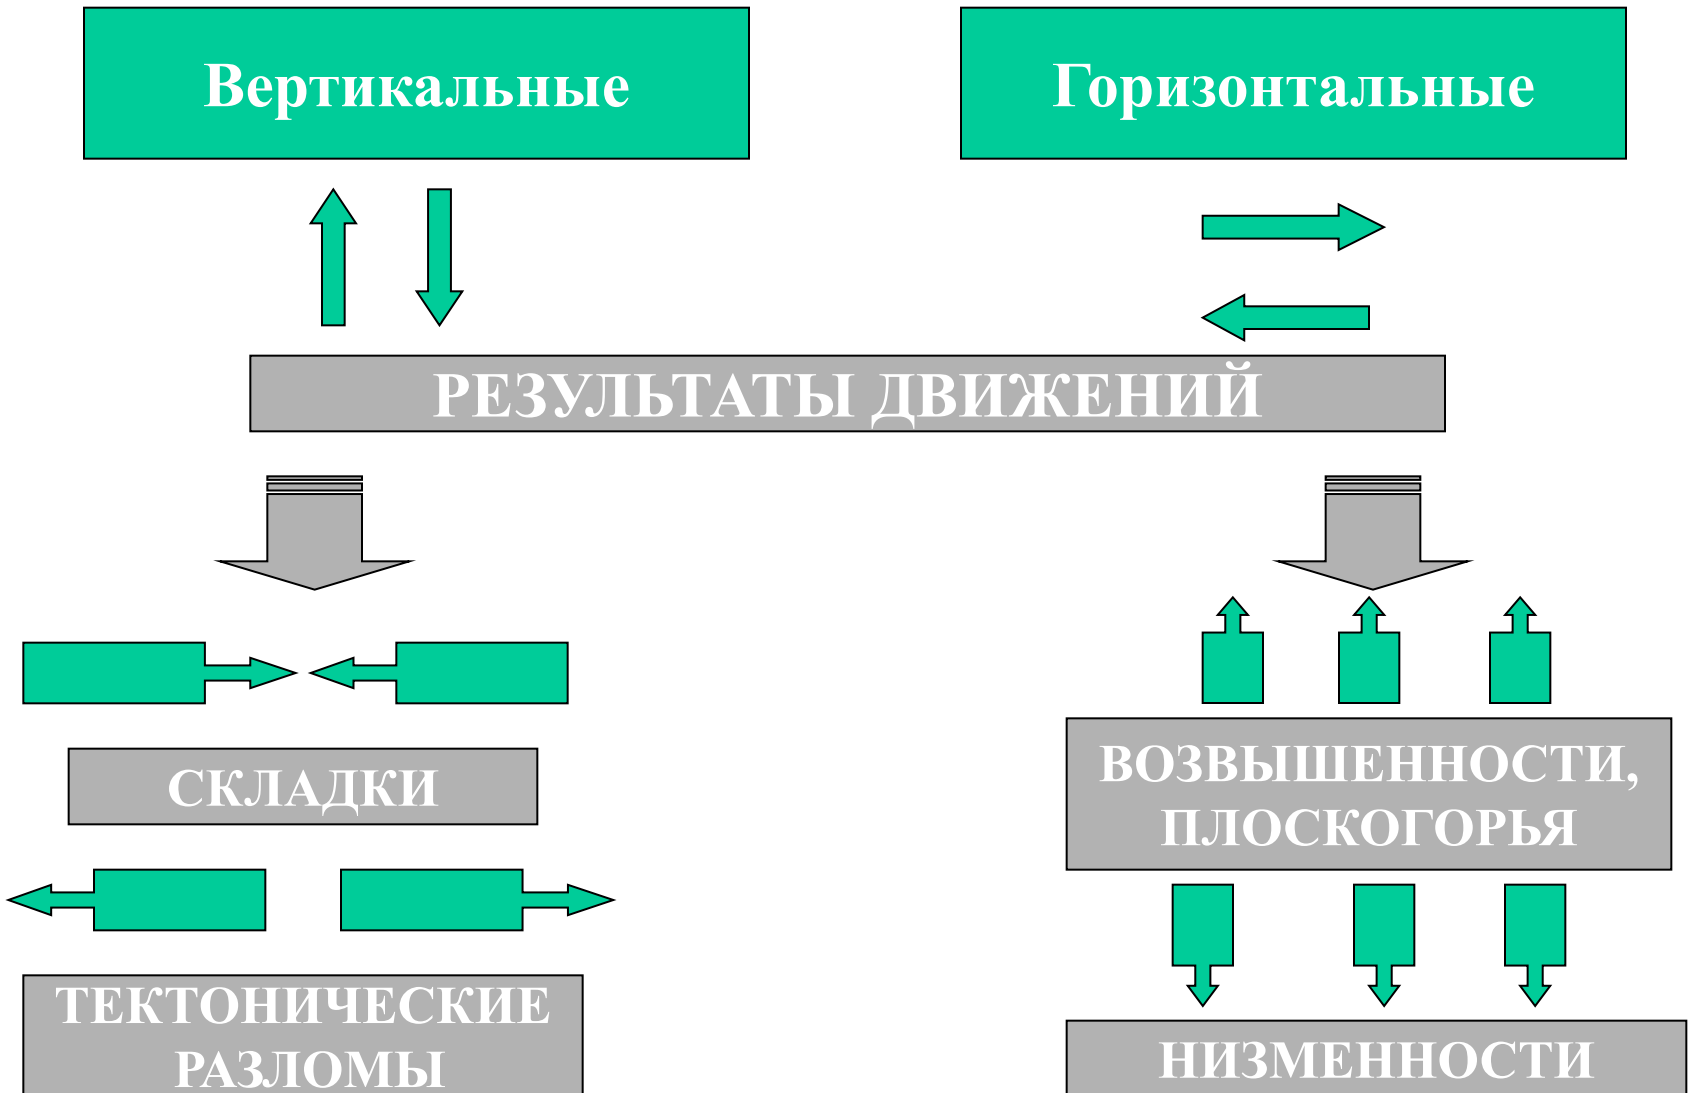 Вертикальные
Горизонтальные
РЕЗУЛЬТАТЫ ДВИЖЕНИЙ
СКЛАДКИ
ВОЗВЫШЕННОСТИ,
ПЛОСКОГОРЬЯ
ТЕКТОНИЧЕСКИЕ
РАЗЛОМЫ
НИЗМЕННОСТИ